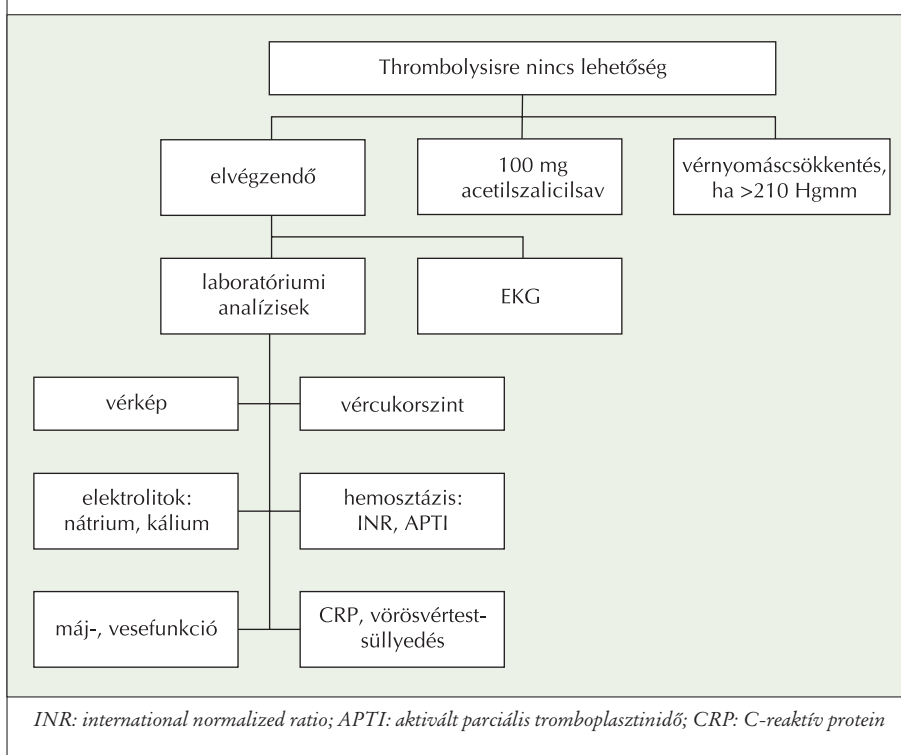 Thrombolysisre nincs lehetőség
elvégzendő
100 mg
acetilszalicilsav
vérnyomáscsökkentés,
ha >210 Hgmm
laboratóriumi
analízisek
EKG
vérkép
vércukorszint
elektrolitok:
nátrium, kálium
hemosztázis:
INR, APTI
máj-, vesefunkció
CRP, vörösvértest-
süllyedés
INR: international normalized ratio; APTI: aktivált parciális tromboplasztinidő; CRP: C-reaktív protein